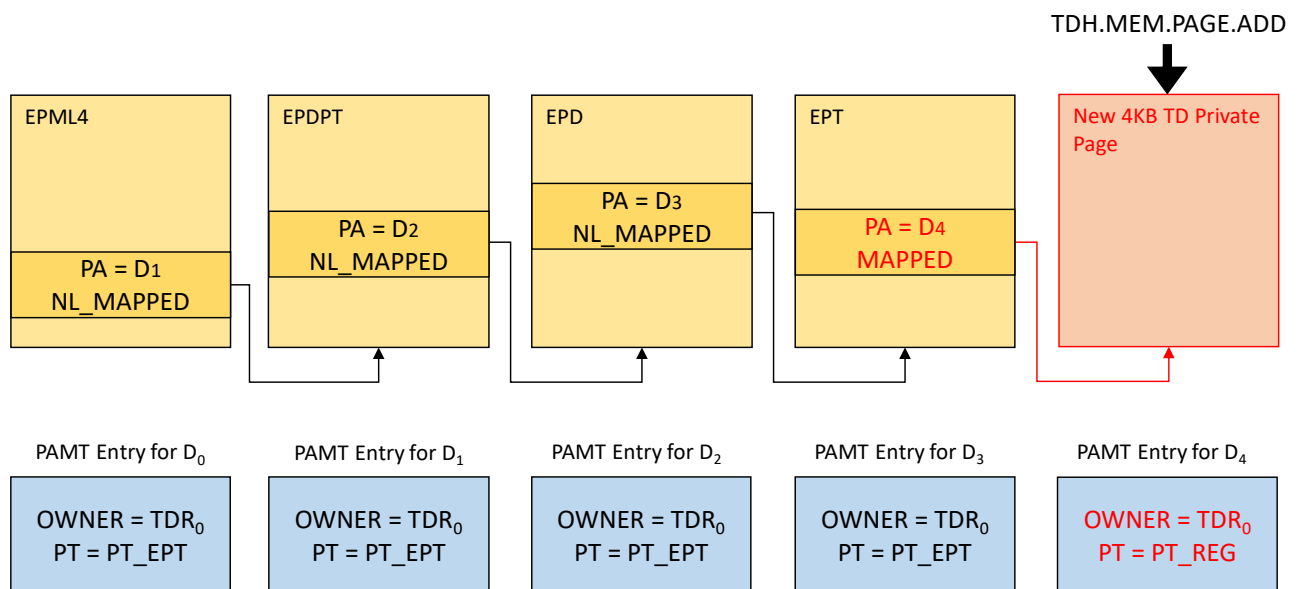 TDH.MEM.PAGE.ADD
EPML4
PA = D1
NL_MAPPED
EPDPT
PA = D2
NL_MAPPED
EPD
PA = D3
NL_MAPPED
EPT
PA = D4
MAPPED
New 4KB TD Private
Page
PAMT Entry for D₀
OWNER = TDR₀
PT = PT_EPT
PAMT Entry for D₁
OWNER = TDR₀
PT = PT_EPT
PAMT Entry for D₂
OWNER = TDR₀
PT = PT_EPT
PAMT Entry for D₃
OWNER = TDR₀
PT = PT_EPT
PAMT Entry for D₄
OWNER = TDR₀
PT = PT_REG